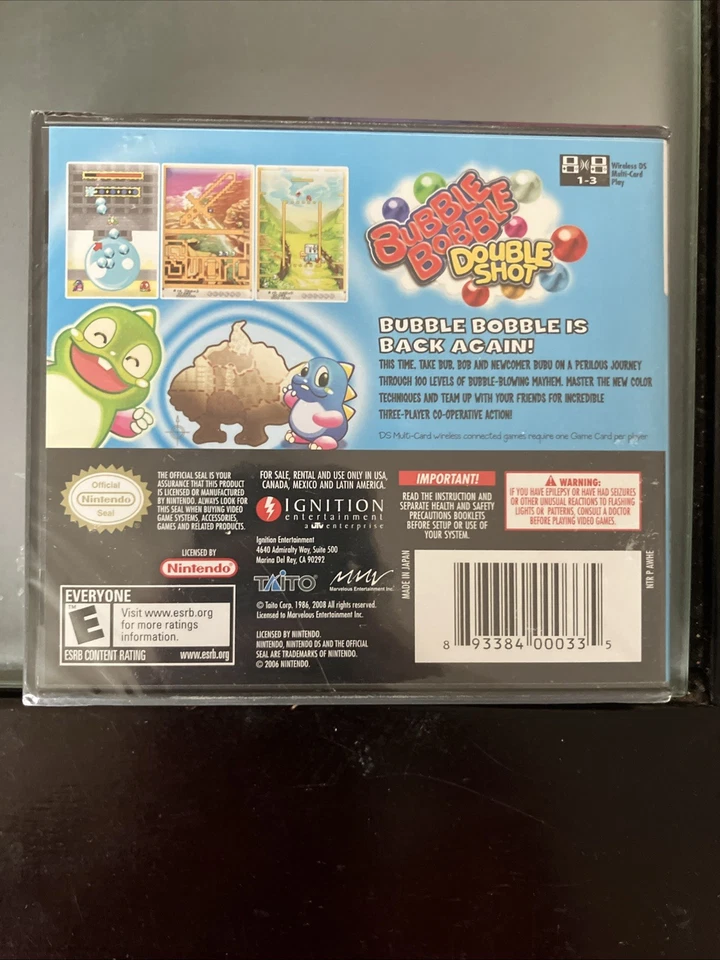 1-3
Wireless DS
Multi-Card
Play
BUBBLE
BOBBLE
DOUBLE
SHOT
BUBBLE BOBBLE IS
BACK AGAIN!
THIS TIME, TAKE BUB, BOB AND NEWCOMER BUBU ON A PERILOUS JOURNEY
THROUGH 100 LEVELS OF BUBBLE-BLOWING MAYHEM. MASTER THE NEW COLOR
TECHNIQUES AND TEAM UP WITH YOUR FRIENDS FOR INCREDIBLE
THREE-PLAYER CO-OPERATIVE ACTION!
DS Multi-Card wireless connected games require one Game Card per player
Official
Nintendo
Seal
THE OFFICIAL SEAL IS YOUR
ASSURANCE THAT THIS PRODUCT
IS LICENSED OR MANUFACTURED
BY NINTENDO. ALWAYS LOOK FOR
THIS SEAL WHEN BUYING VIDEO
GAME SYSTEMS, ACCESSORIES,
GAMES AND RELATED PRODUCTS.
LICENSED BY
Nintendo
EVERYONE
E
TM
Visit www.esrb.org
for more ratings
information.
ESRB CONTENT RATING www.esrb.org
FOR SALE, RENTAL AND USE ONLY IN USA,
CANADA, MEXICO AND LATIN AMERICA.
IGNITION
entertainment
a UTV enterprise
Ignition Entertainment
4640 Admiralty Way, Suite 500
Marina Del Rey, CA 90292
TAITO
Marvelous Entertainment Inc.
© Taito Corp. 1986, 2008 All rights reserved.
Licensed to Marvelous Entertainment Inc.
LICENSED BY NINTENDO.
NINTENDO, NINTENDO DS AND THE OFFICIAL
SEAL ARE TRADEMARKS OF NINTENDO.
© 2006 NINTENDO.
IMPORTANT!
READ THE INSTRUCTION AND
SEPARATE HEALTH AND SAFETY
PRECAUTIONS BOOKLETS
BEFORE SETUP OR USE OF
YOUR SYSTEM.
WARNING:
IF YOU HAVE EPILEPSY OR HAVE HAD SEIZURES
OR OTHER UNUSUAL REACTIONS TO FLASHING
LIGHTS OR PATTERNS, CONSULT A DOCTOR
BEFORE PLAYING VIDEO GAMES.
MADE IN JAPAN
8 93384 00033 5
NTR P AWHE